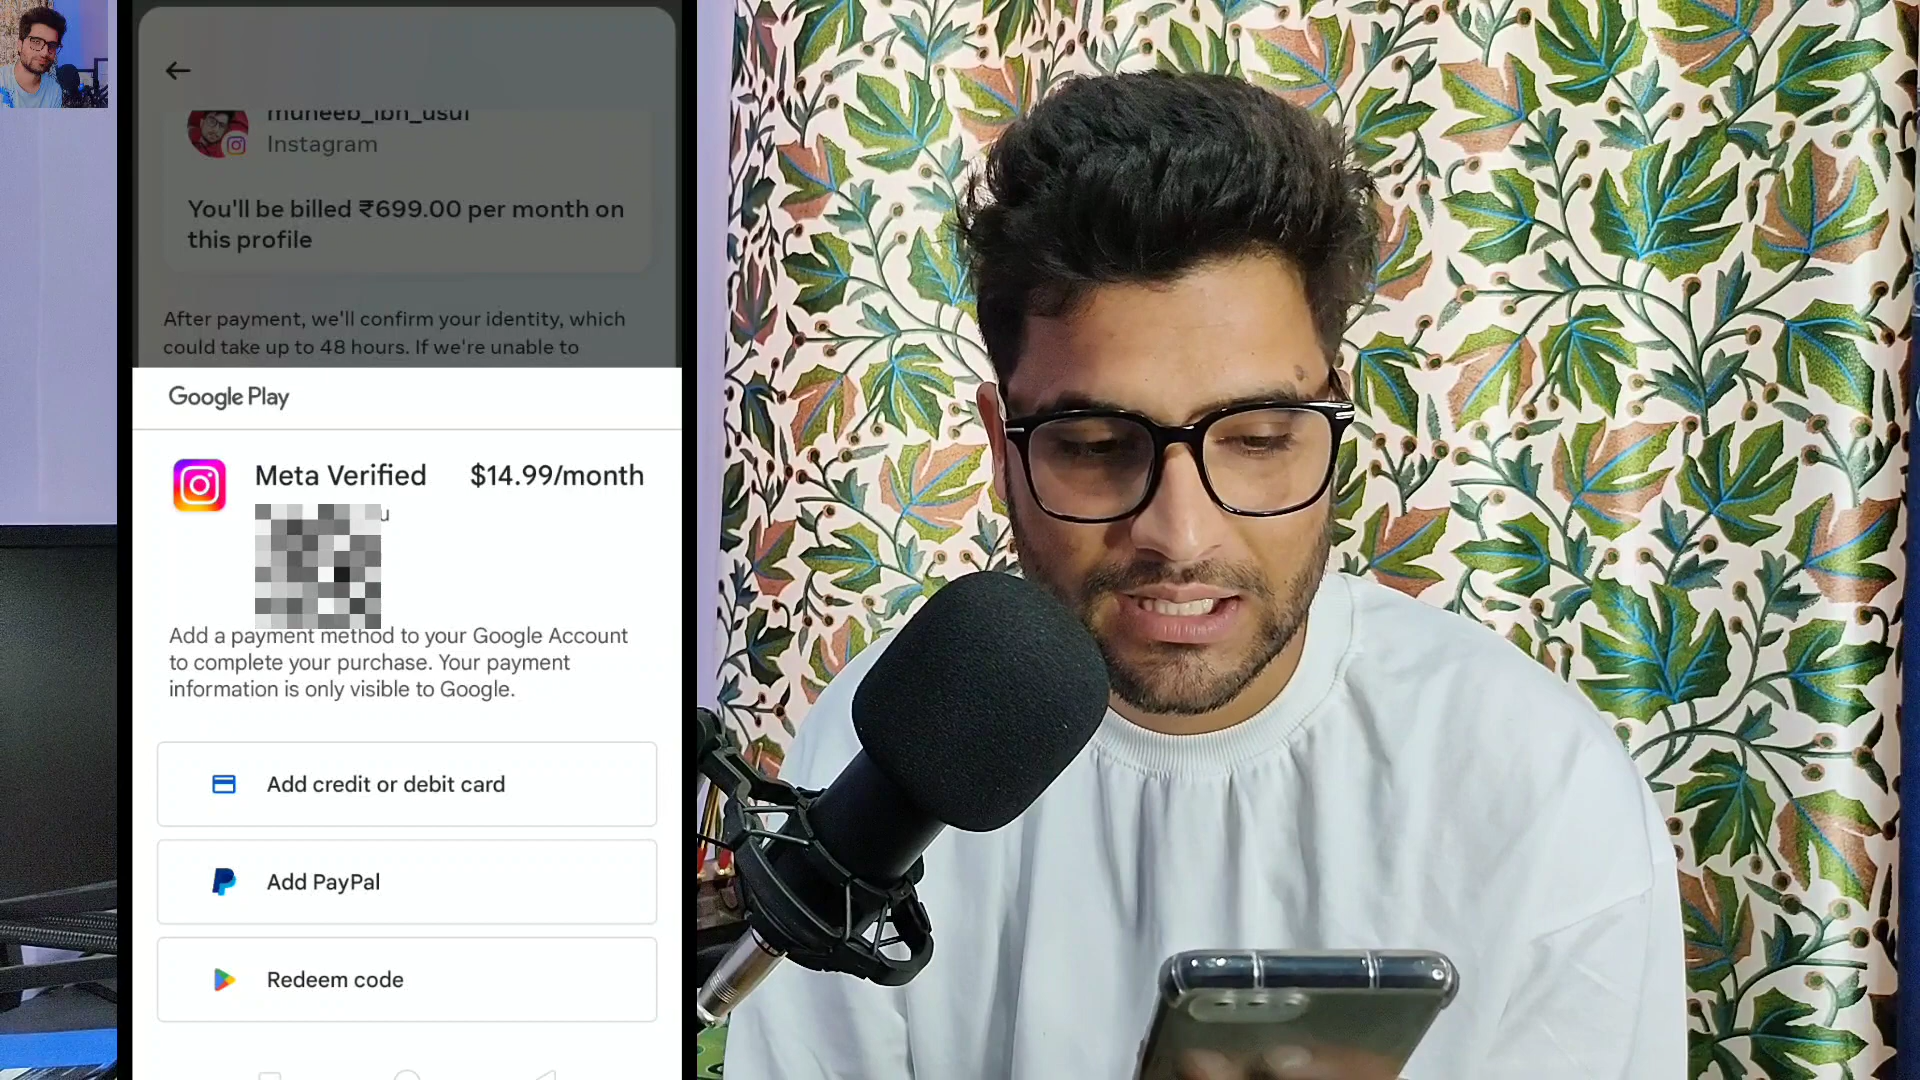 muneeb_ibn_usuf
Instagram
You'll be billed ₹699.00 per month on
this profile
After payment, we'll confirm your identity, which
could take up to 48 hours. If we're unable to
Google Play
Meta Verified $14.99/month
Add a payment method to your Google Account
to complete your purchase. Your payment
information is only visible to Google.
Add credit or debit card
Add PayPal
Redeem code